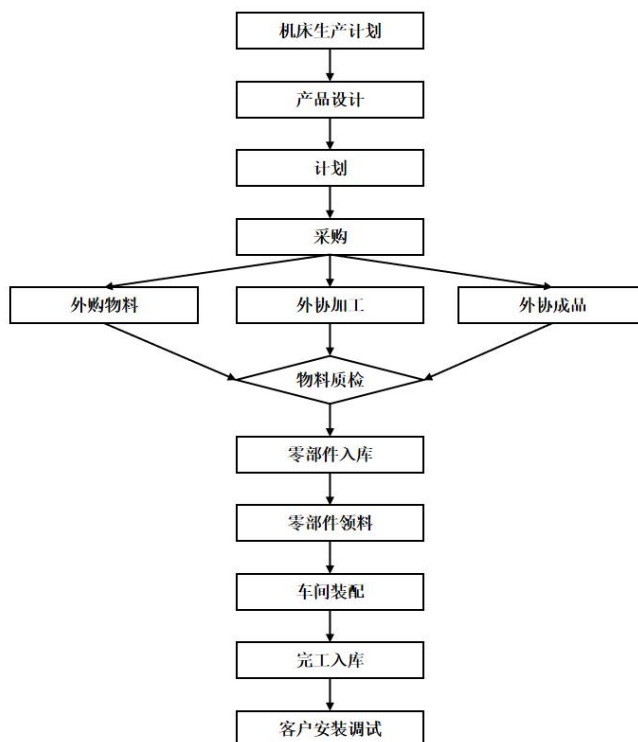 机床生产计划
产品设计
计划
采购
外购物料
外协加工
外协成品
物料质检
零部件入库
零部件领料
车间装配
完工入库
客户安装调试